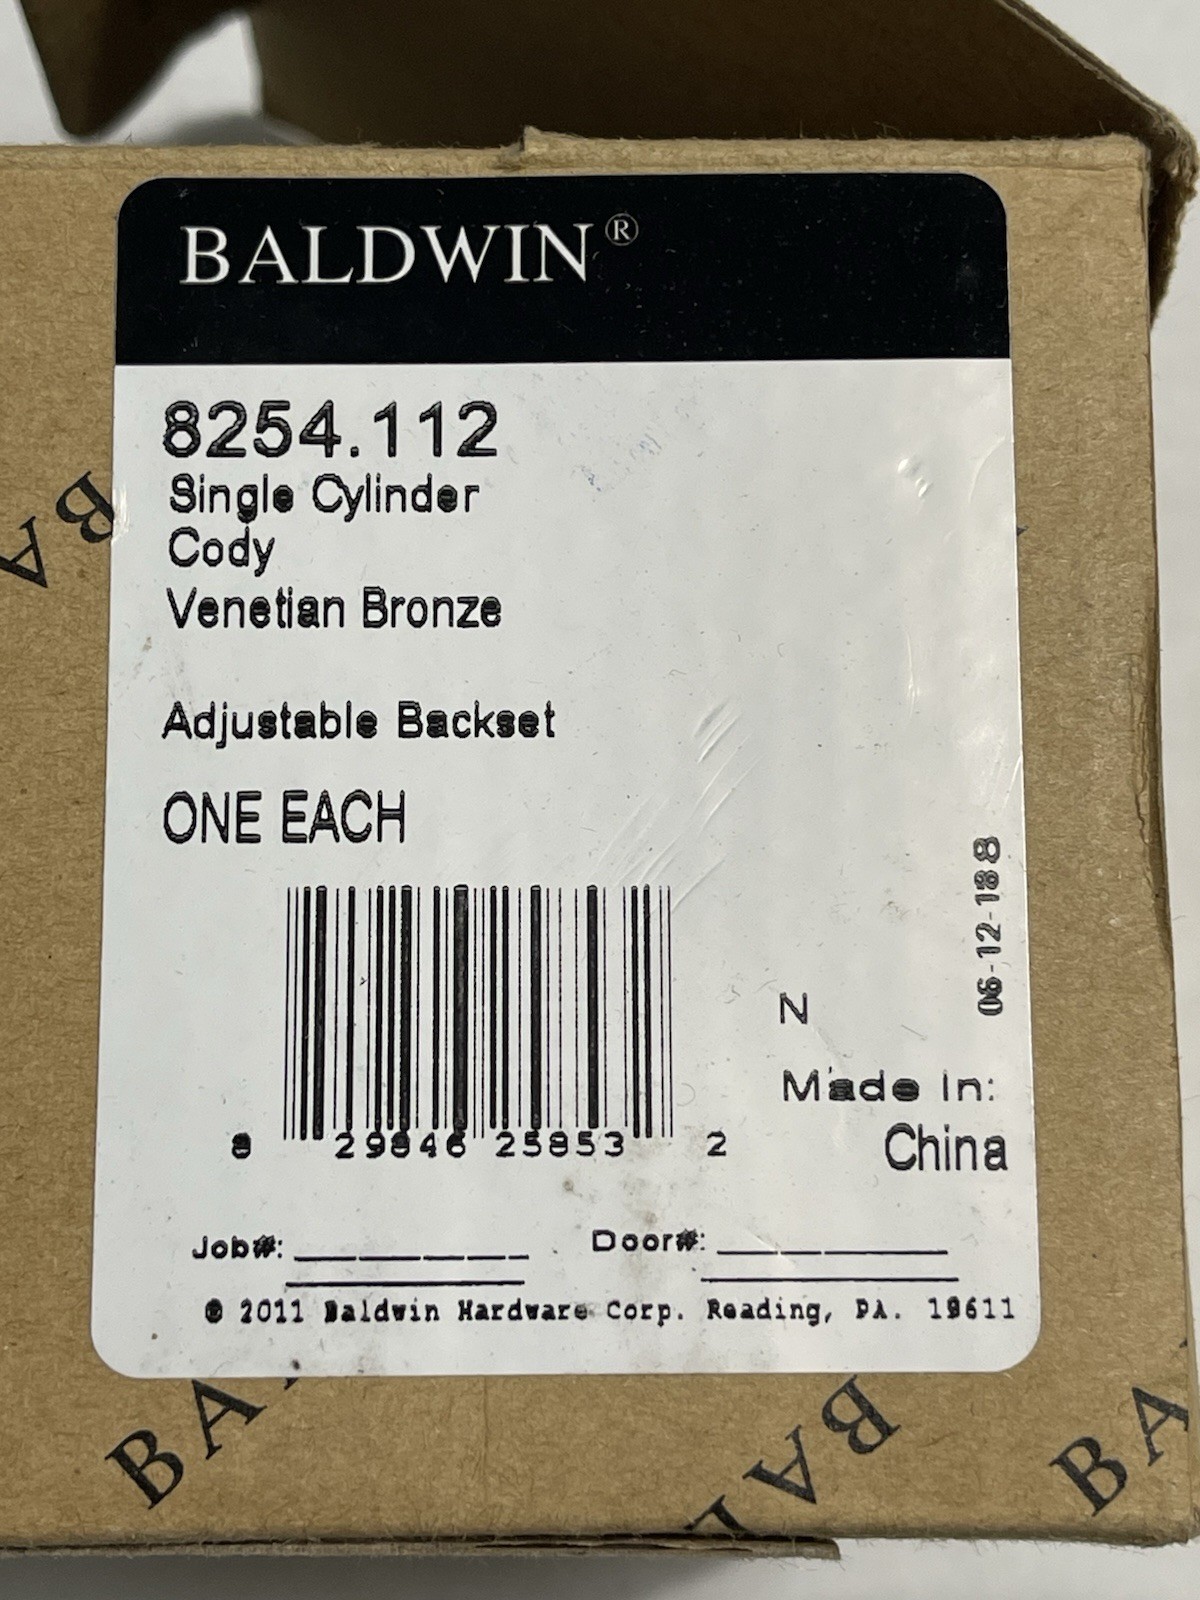 BALDWIN®
8254.112
Single Cylinder
Cody
Venetian Bronze
Adjustable Backset
ONE EACH
06-12-188
N
Made In:
China
8 29846 25853 2
Job#: Door#:
© 2011 Baldwin Hardware Corp. Reading, PA. 19611
BA
BA
BA
BA